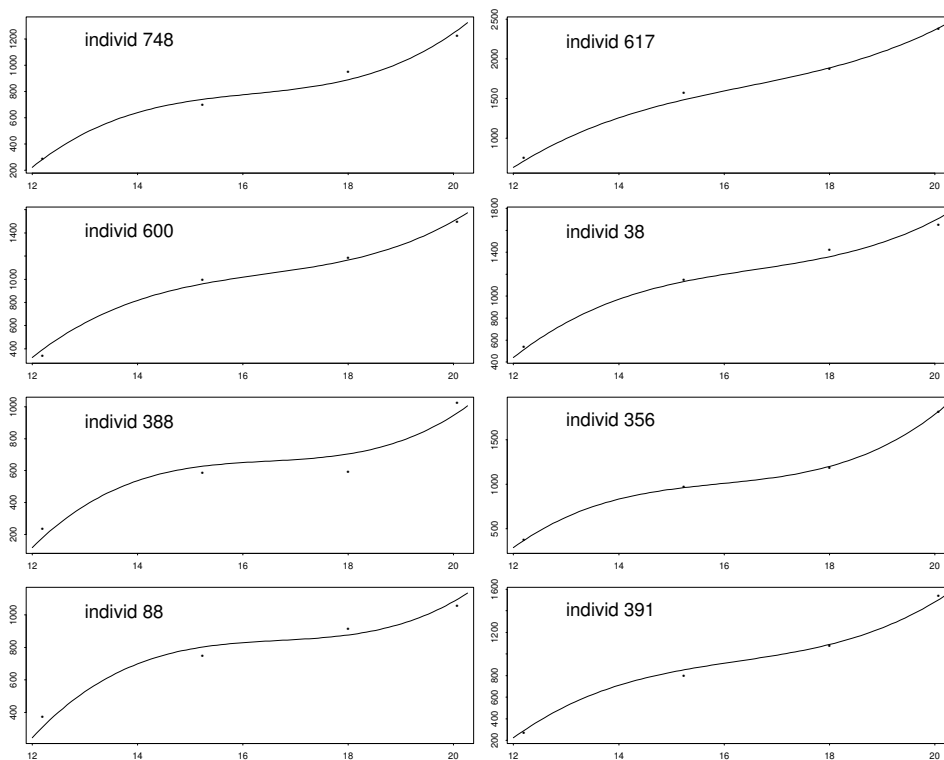 individ 748
200 400 600 800 1000 1200
12 14 16 18 20
individ 617
1000 1500 2000 2500
12 14 16 18 20
individ 600
400 600 800 1000 1400
12 14 16 18 20
individ 38
400 600 800 1000 1400 1800
12 14 16 18 20
individ 388
200 400 600 800 1000
12 14 16 18 20
individ 356
500 1000 1500
12 14 16 18 20
individ 88
400 600 800 1000
12 14 16 18 20
individ 391
200 400 800 1200 1600
12 14 16 18 20